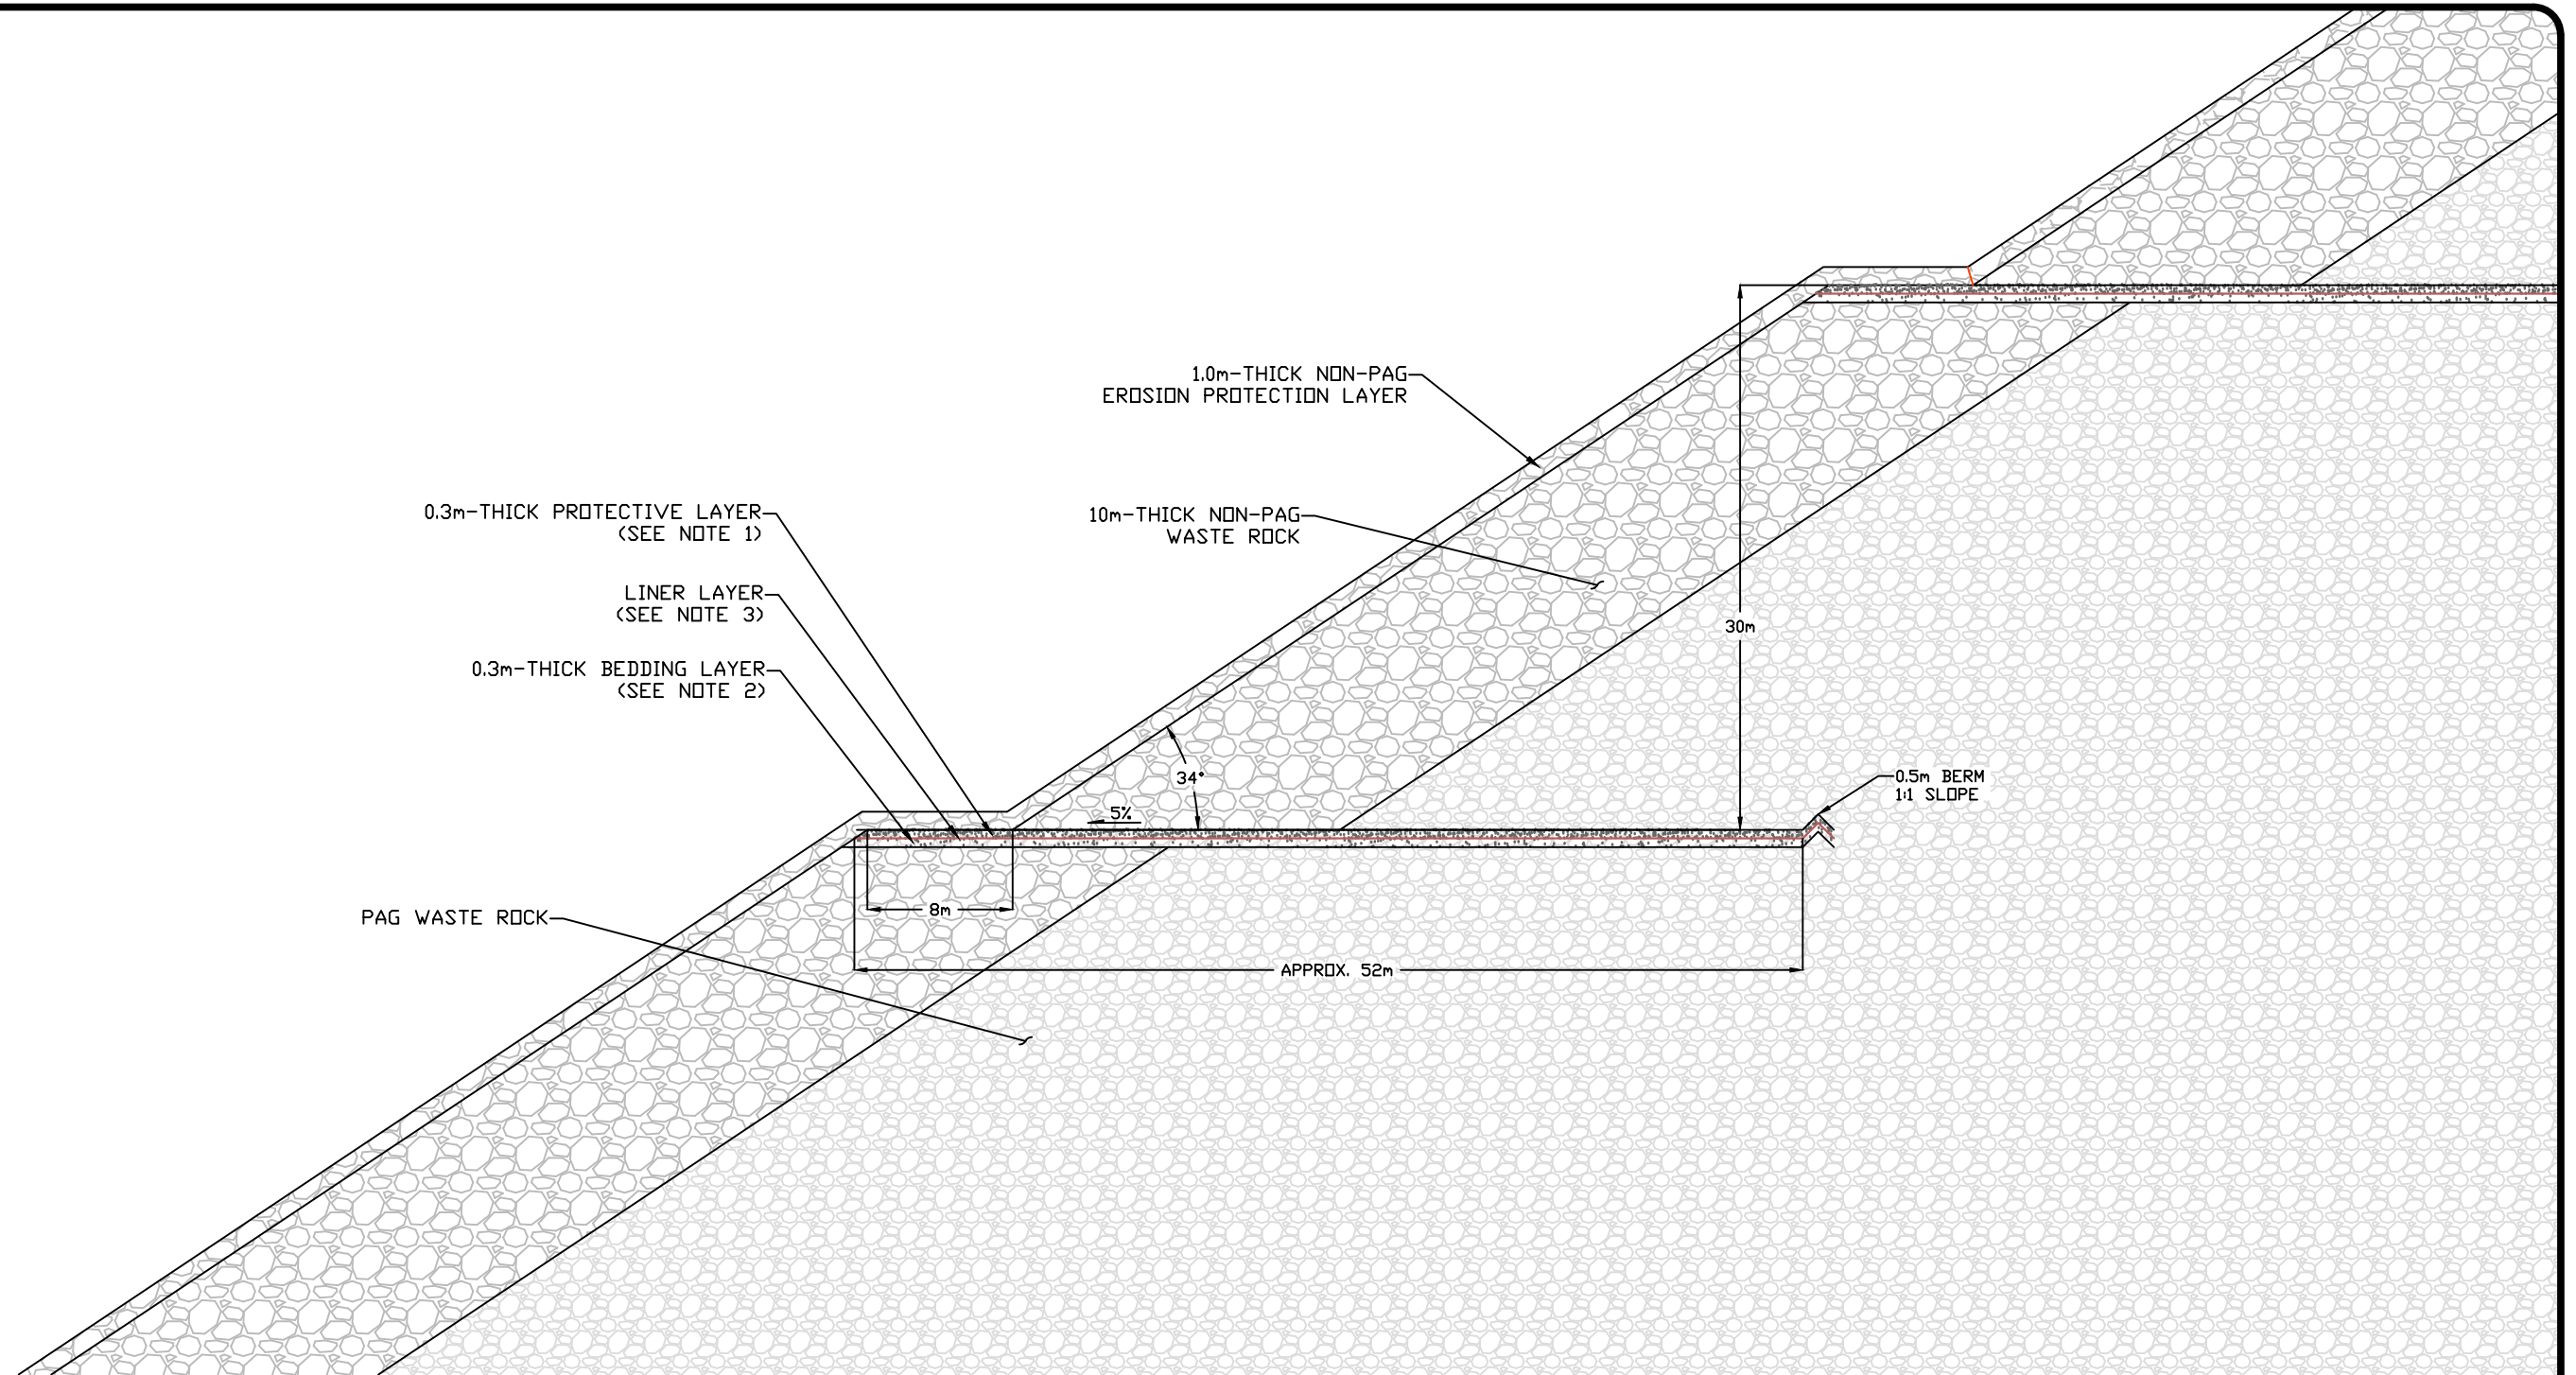 1.0m-THICK NON-PAG
EROSION PROTECTION LAYER
0.3m-THICK PROTECTIVE LAYER
(SEE NOTE 1)
10m-THICK NON-PAG
WASTE ROCK
LINER LAYER
(SEE NOTE 3)
30m
0.3m-THICK BEDDING LAYER
(SEE NOTE 2)
34°
0.5m BERM
1:1 SLOPE
5%
8m
PAG WASTE ROCK
APPROX. 52m